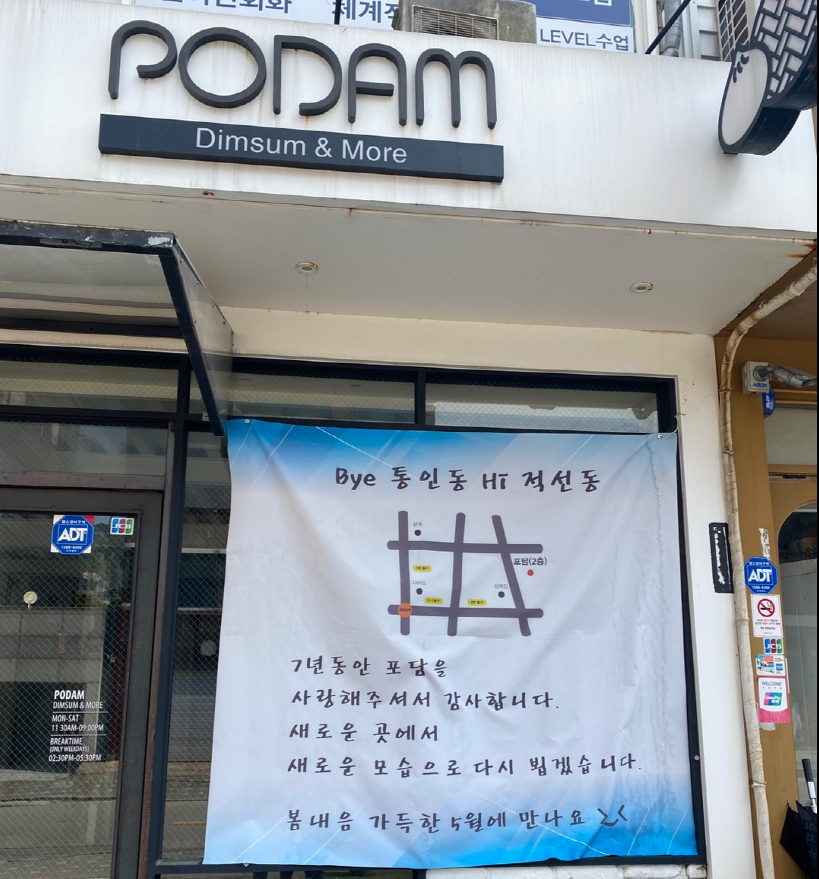 LEVEL수업
PODAM
Dimsum & More
Bye 통인동 Hi 적선동
포담(2층)
7년동안 포담을
사랑해주셔서 감사합니다.
새로운 곳에서
새로운 모습으로 다시 뵙겠습니다.
봄내음 가득한 5월에 만나요 >.<
ADT
JCB
PODAM
DIMSUM & MORE
MON-SAT
11:30AM-09:00PM
BREAKTIME
(ONLY WEEKDAYS)
02:30PM-05:30PM
ADT
WELCOME